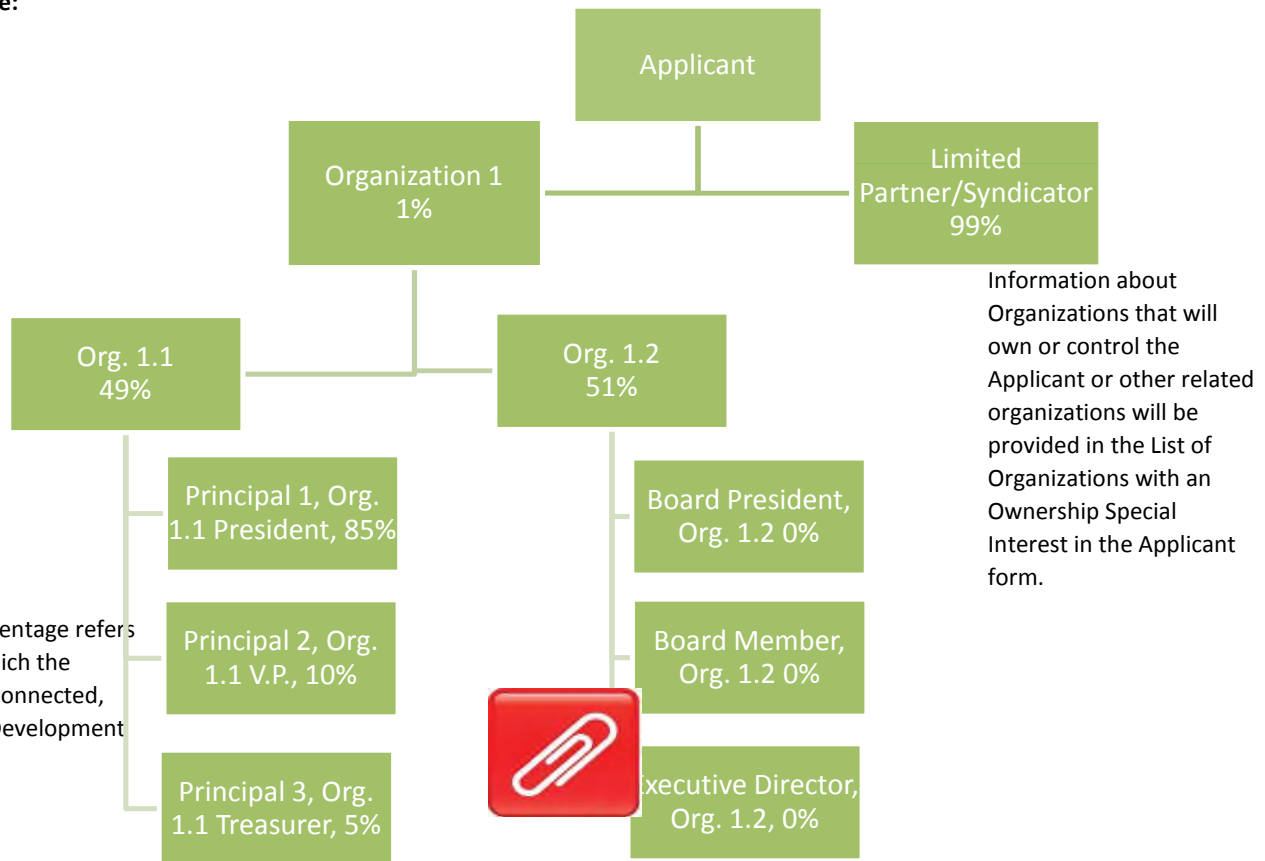 e:
Applicant
Organization 1
1%
Limited
Partner/Syndicator
99%
Information about
Organizations that will
own or control the
Applicant or other related
organizations will be
provided in the List of
Organizations with an
Ownership Special
Interest in the Applicant
form.
Org. 1.1
49%
Org. 1.2
51%
Principal 1, Org.
1.1 President, 85%
Principal 2, Org.
1.1 V.P., 10%
Principal 3, Org.
1.1 Treasurer, 5%
Board President,
Org. 1.2 0%
Board Member,
Org. 1.2 0%
xecutive Director,
Org. 1.2, 0%
entage refers
ich the
onnected,
evelopment